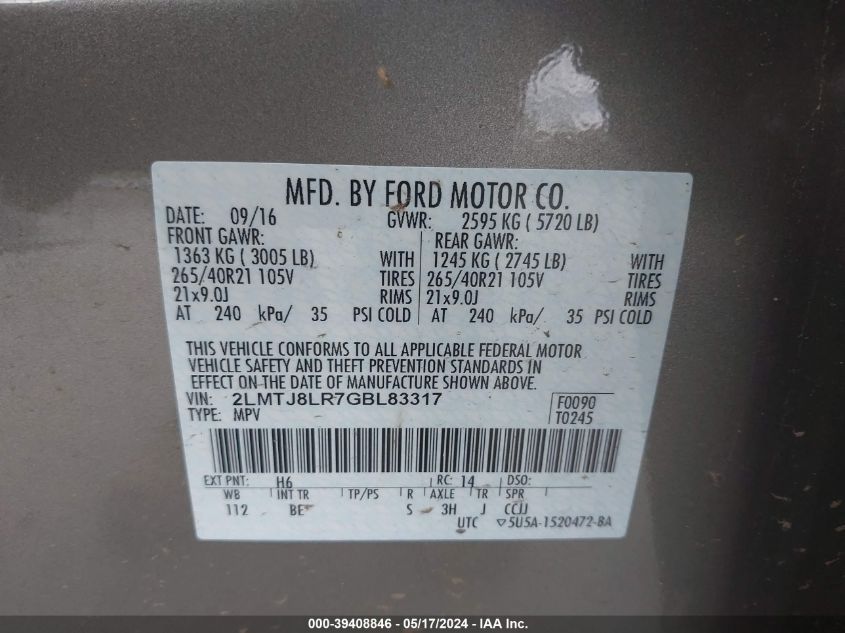 MFD. BY FORD MOTOR CO.
DATE: 09/16 GVWR: 2595 KG ( 5720 LB)
FRONT GAWR: REAR GAWR:
1363 KG ( 3005 LB) WITH 1245 KG ( 2745 LB) WITH
265/40R21 105V TIRES 265/40R21 105V TIRES
21x9.0J RIMS 21x9.0J RIMS
AT 240 kPa/ 35 PSI COLD AT 240 kPa/ 35 PSI COLD
THIS VEHICLE CONFORMS TO ALL APPLICABLE FEDERAL MOTOR
VEHICLE SAFETY AND THEFT PREVENTION STANDARDS IN
EFFECT ON THE DATE OF MANUFACTURE SHOWN ABOVE.
VIN: 2LMTJ8LR7GBL83317 F0090
TYPE: MPV T0245
EXT PNT: H6 RC: 14 DSO:
WB INT TR TP/PS R AXLE TR SPR
112 BE S 3H J CCJJ
UTC ▽5U5A-1520472-BA
000-39408846 - 05/17/2024 - IAA Inc.